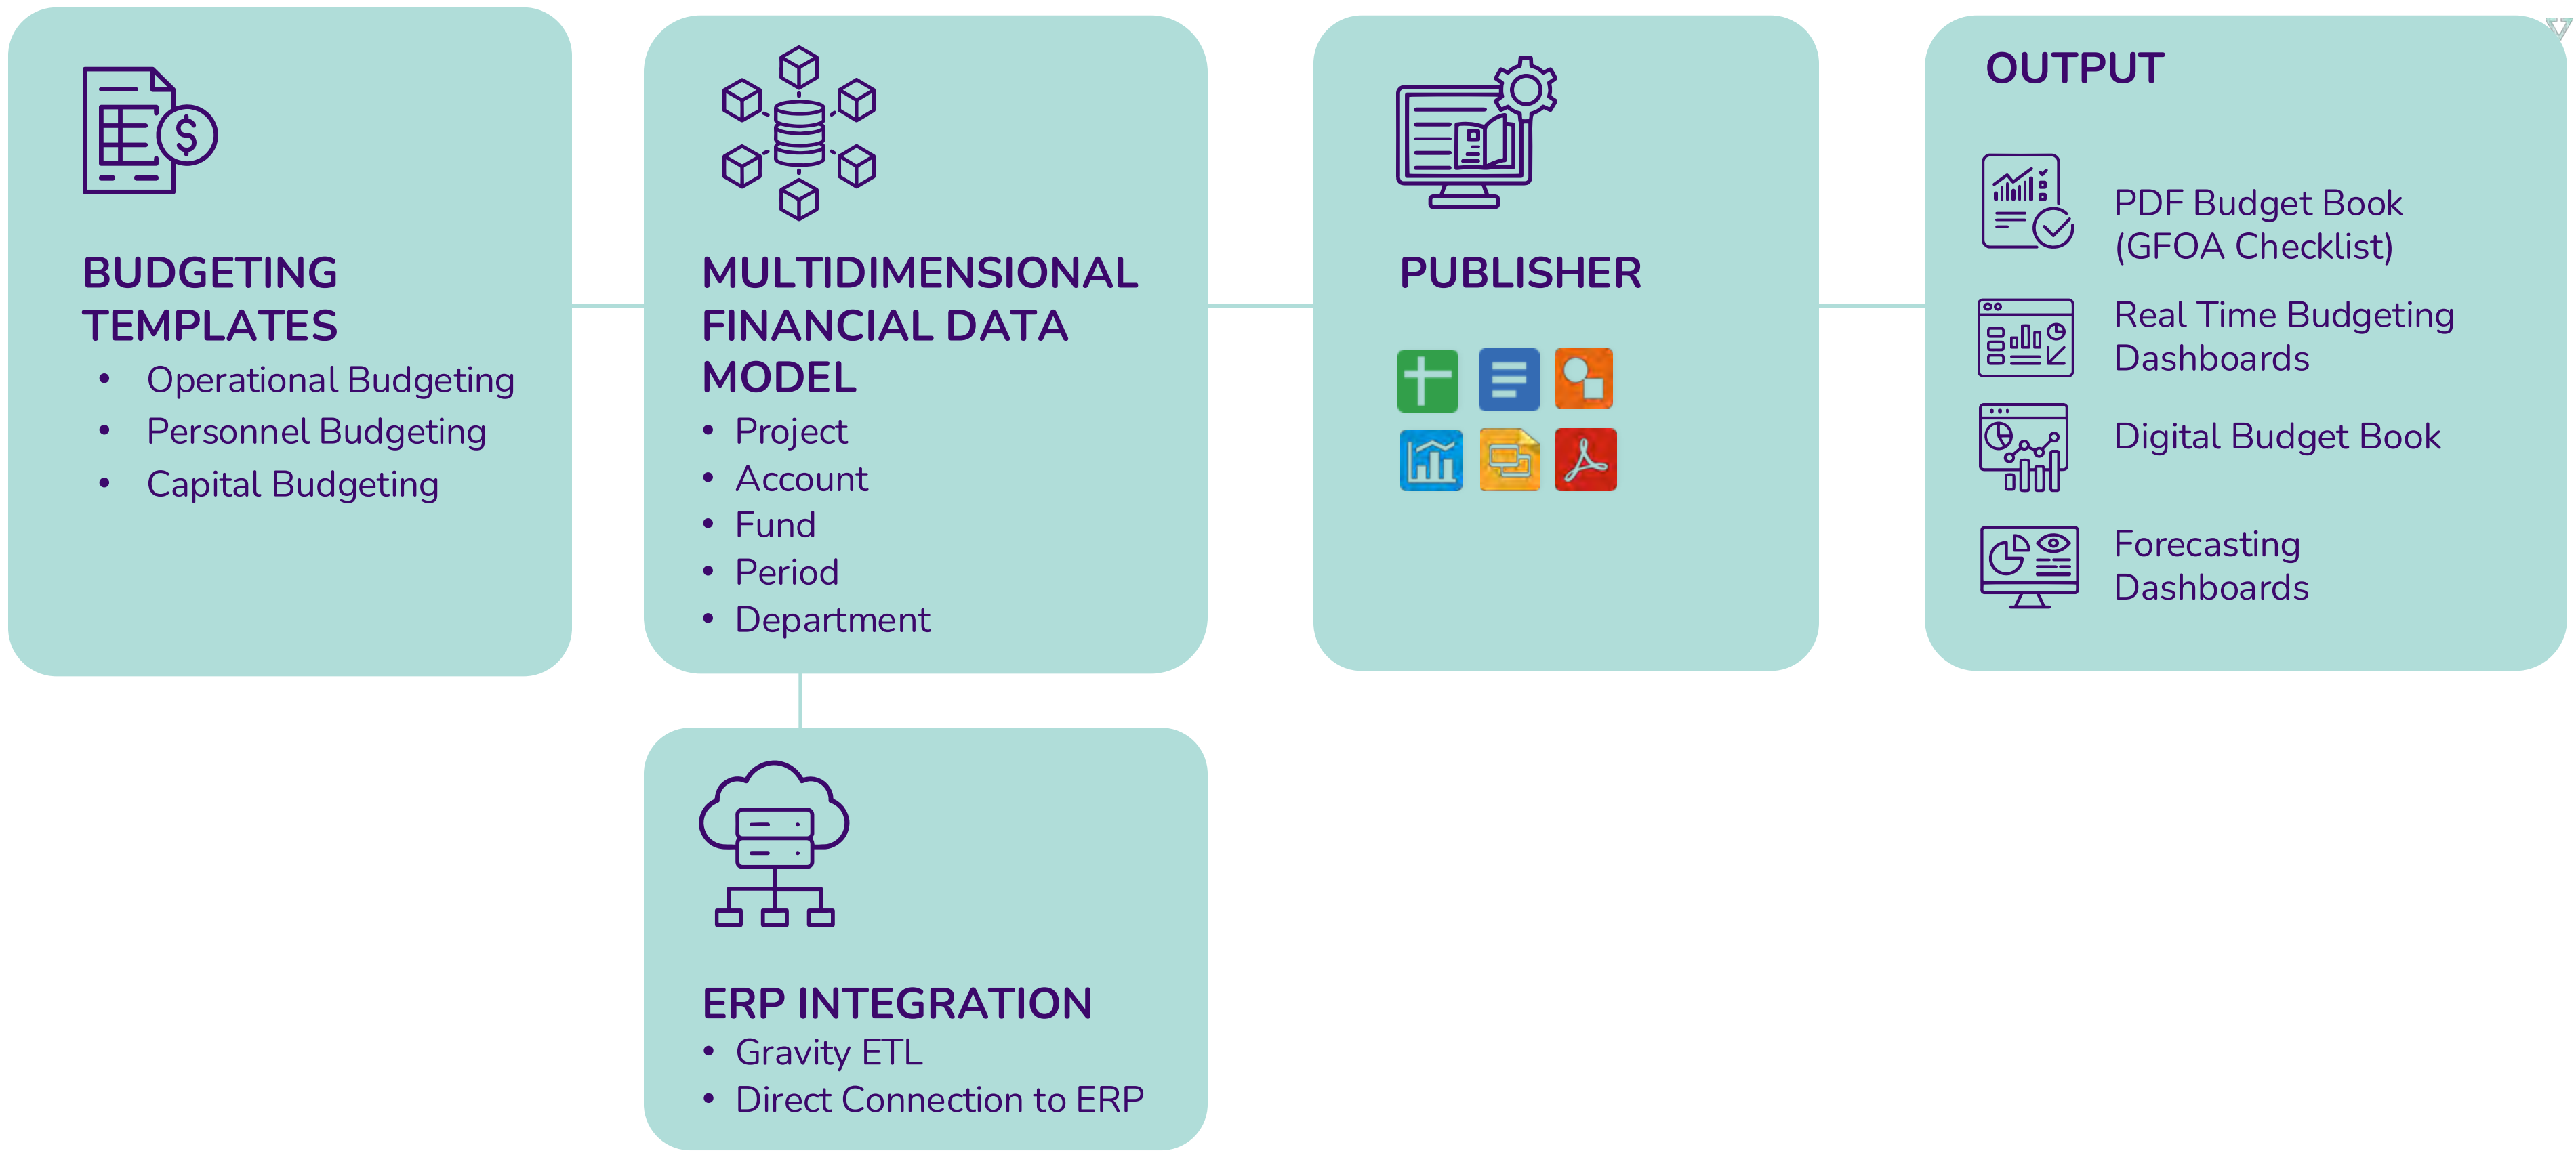 BUDGETING
TEMPLATES
• Operational Budgeting
• Personnel Budgeting
• Capital Budgeting
MULTIDIMENSIONAL
FINANCIAL DATA
MODEL
• Project
• Account
• Fund
• Period
• Department
ERP INTEGRATION
• Gravity ETL
• Direct Connection to ERP
PUBLISHER
OUTPUT
PDF Budget Book
(GFOA Checklist)
Real Time Budgeting
Dashboards
Digital Budget Book
Forecasting
Dashboards